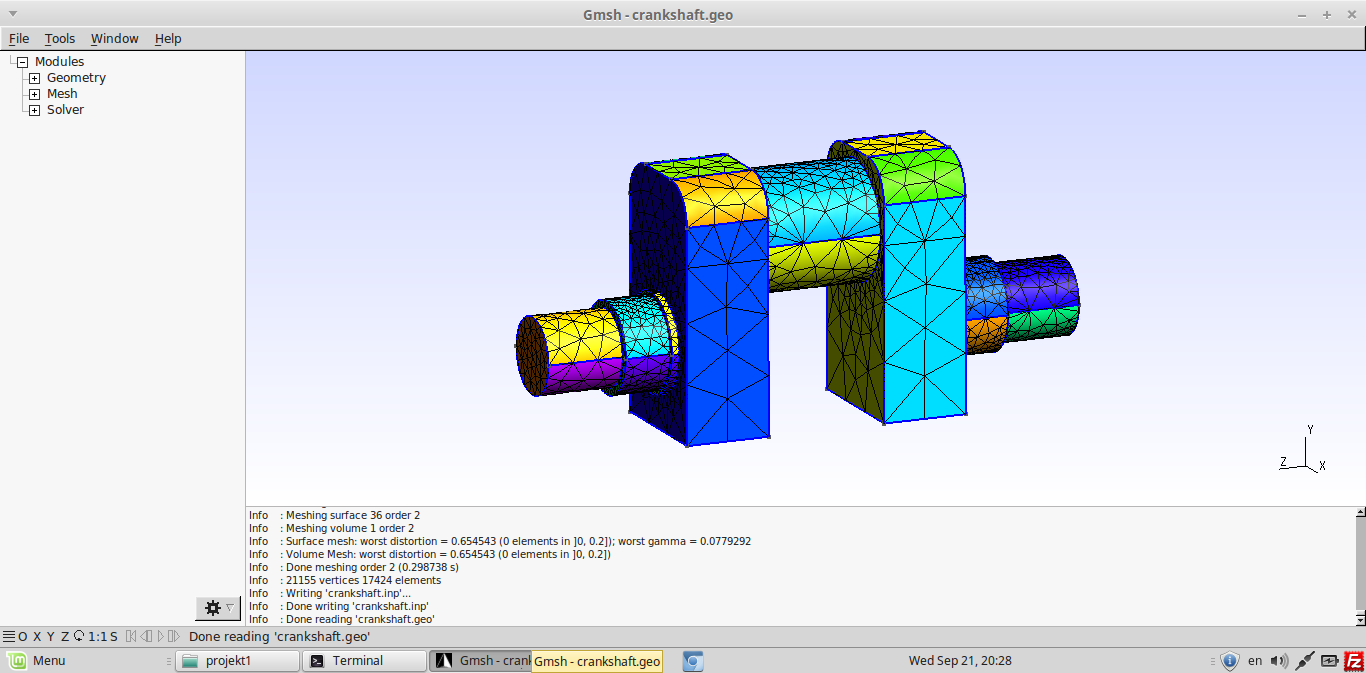 Gmsh - crankshaft.geo
File Tools Window Help
Modules
Geometry
Mesh
Solver
Y
Z
X
Info : Meshing surface 36 order 2
Info : Meshing volume 1 order 2
Info : Surface mesh: worst distortion = 0.654543 (0 elements in ]0, 0.2]); worst gamma = 0.0779292
Info : Volume Mesh: worst distortion = 0.654543 (0 elements in ]0, 0.2])
Info : Done meshing order 2 (0.298738 s)
Info : 21155 vertices 17424 elements
Info : Writing 'crankshaft.inp'...
Info : Done writing 'crankshaft.inp'
Info : Done reading 'crankshaft.geo'
O X Y Z 1:1 S Done reading 'crankshaft.geo'
Menu projekt1 Terminal Gmsh - crank Gmsh - crankshaft.geo Wed Sep 21, 20:28 en